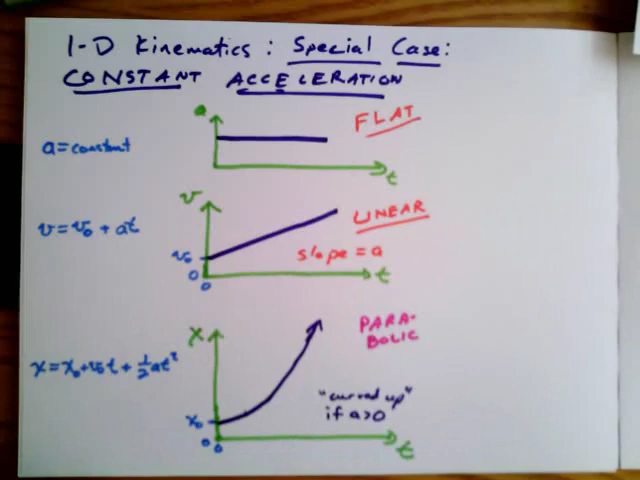 1-D Kinematics: Special Case:
CONSTANT ACCELERATION
a
FLAT
a = constant
t
v
v = v₀ + at
LINEAR
v₀
slope = a
0
t
0
x
PARA-
BOLIC
x = x₀ + v₀t + ½at²
"curved up"
if a>0
x₀
0
0
t